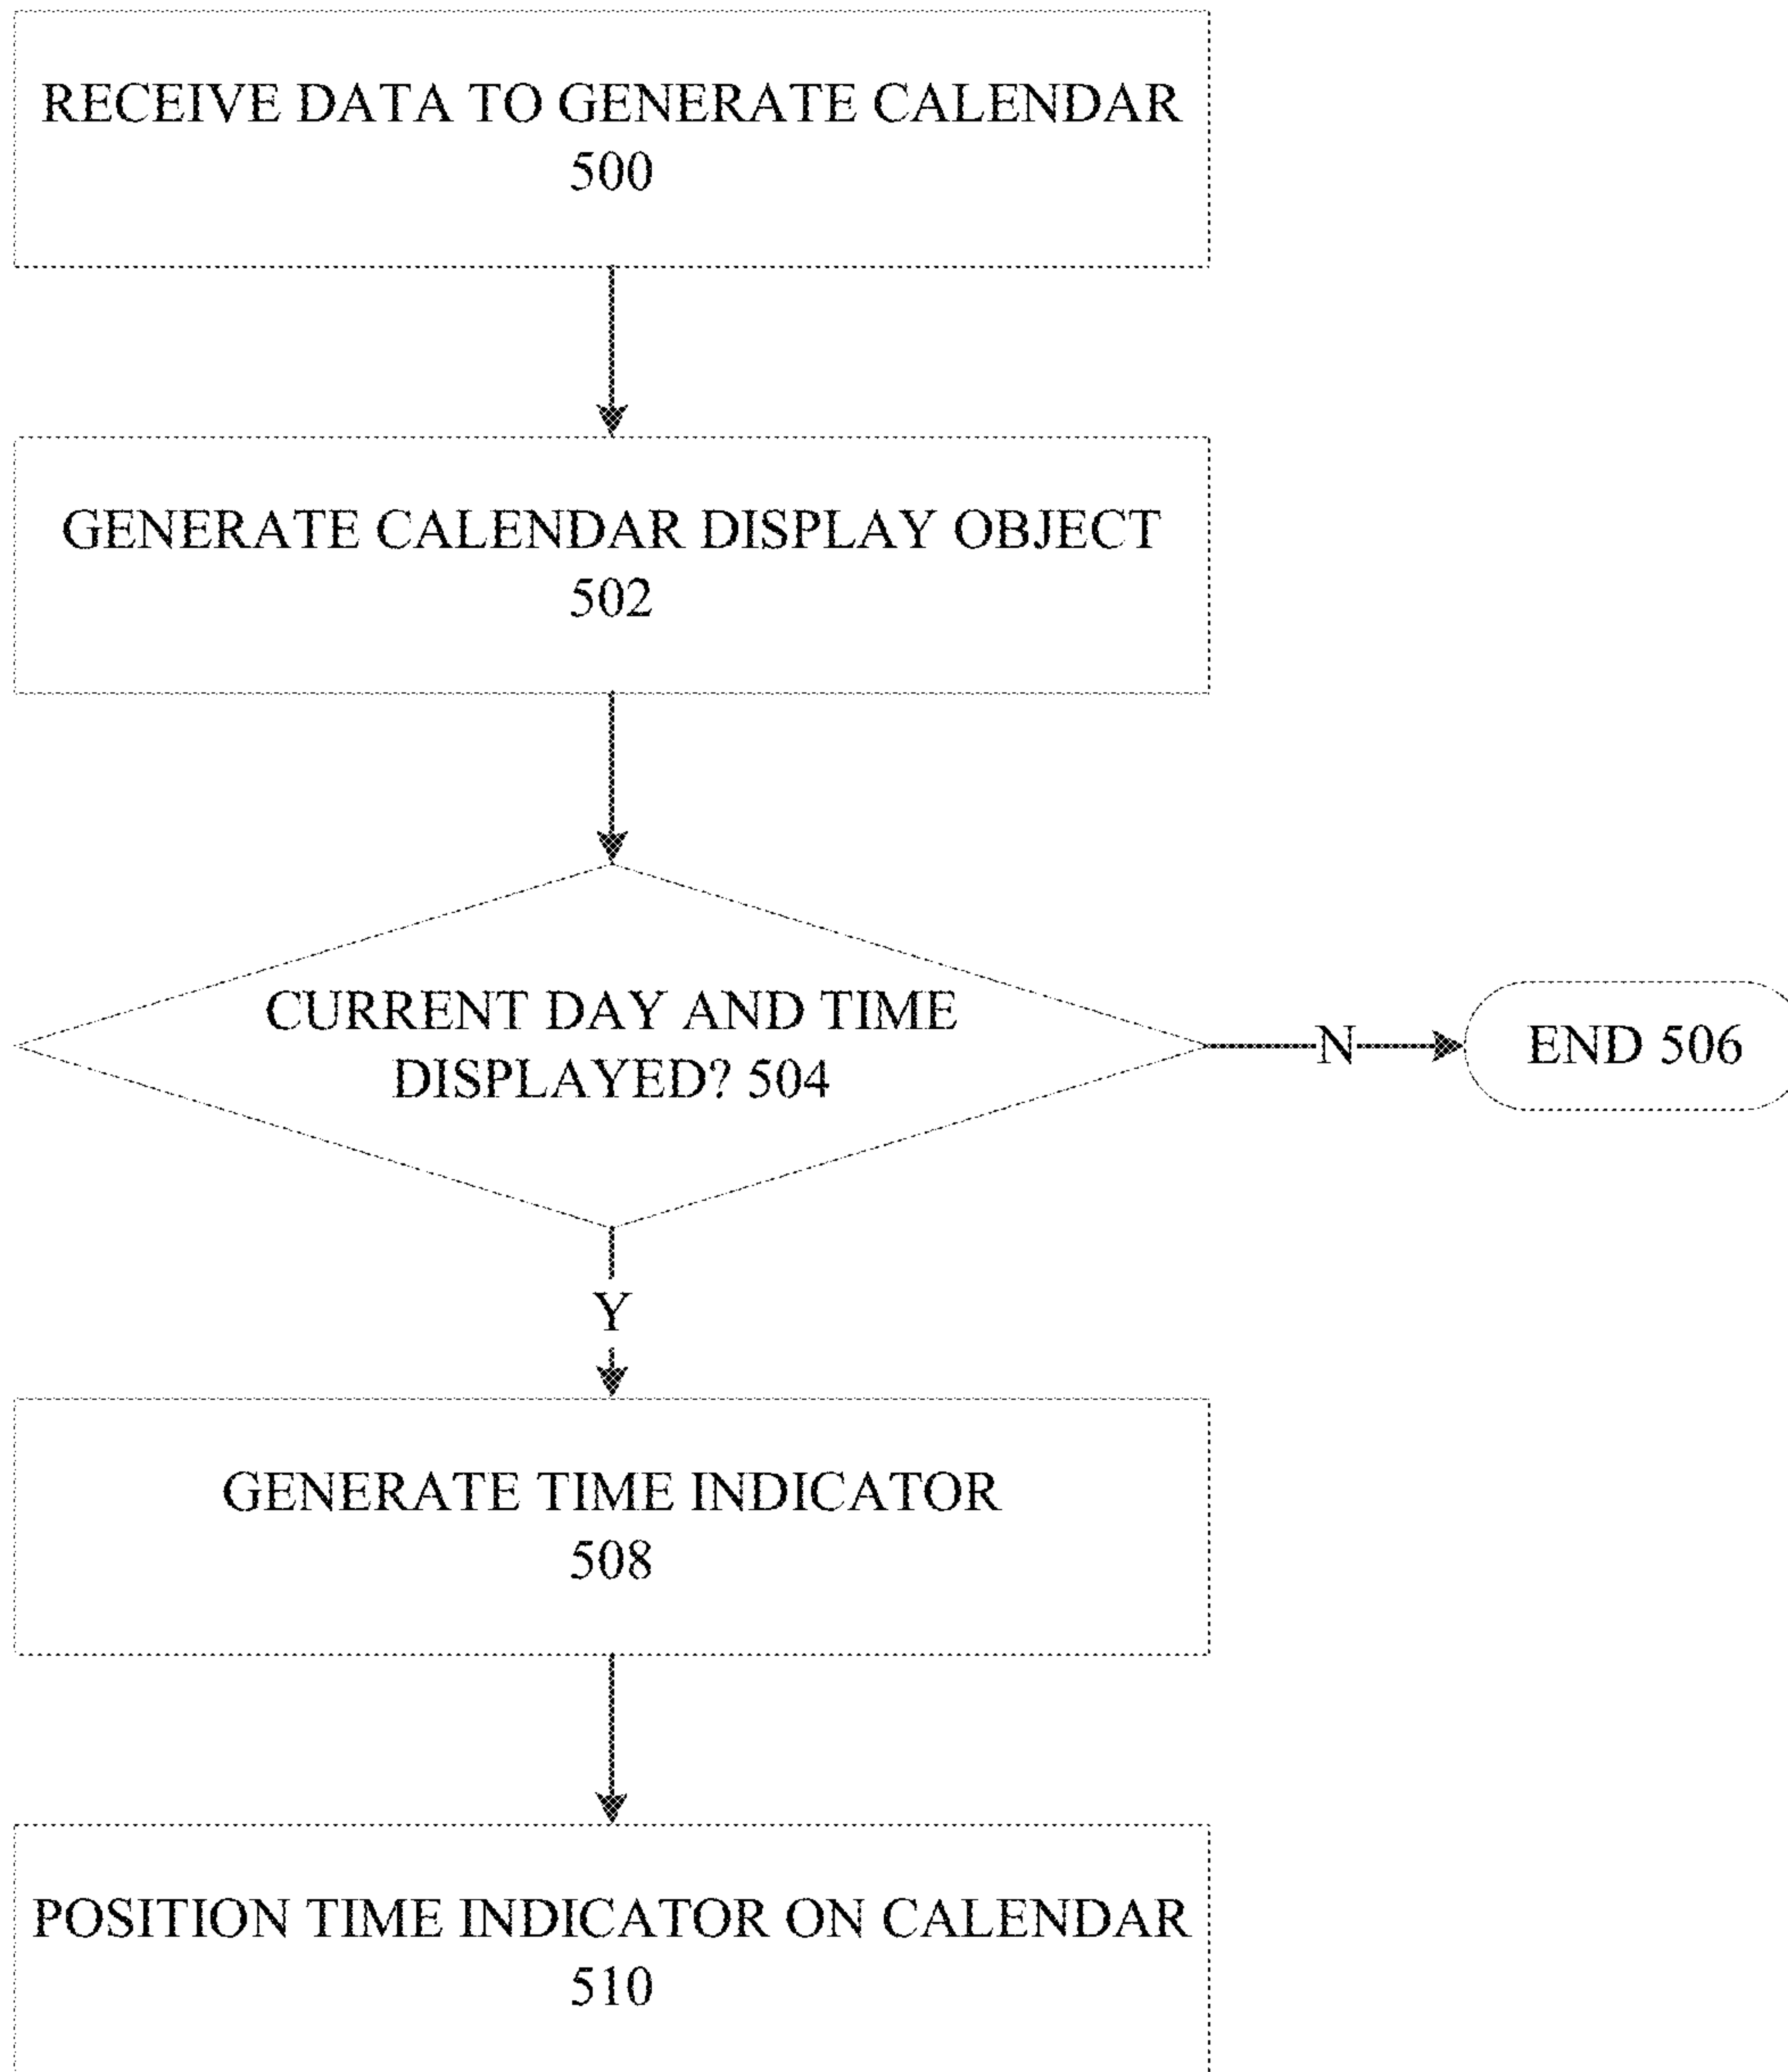 RECEIVE DATA TO GENERATE CALENDAR
500
GENERATE CALENDAR DISPLAY OBJECT
502
CURRENT DAY AND TIME
DISPLAYED? 504
N
END 506
Y
GENERATE TIME INDICATOR
508
POSITION TIME INDICATOR ON CALENDAR
510